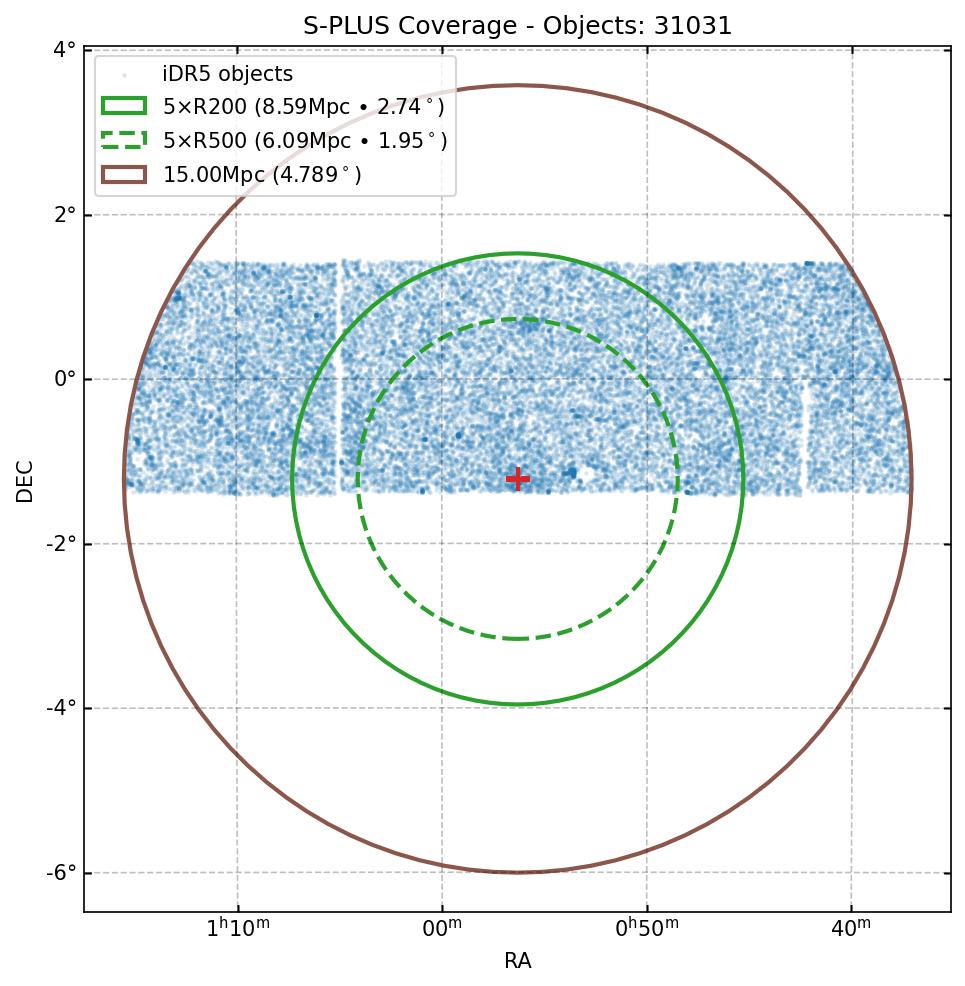 S-PLUS Coverage - Objects: 31031
iDR5 objects
5×R200 (8.59Mpc • 2.74°)
5×R500 (6.09Mpc • 1.95°)
15.00Mpc (4.789°)
4°
2°
0°
-2°
-4°
-6°
DEC
1ʰ10ᵐ
00ᵐ
0ʰ50ᵐ
40ᵐ
RA